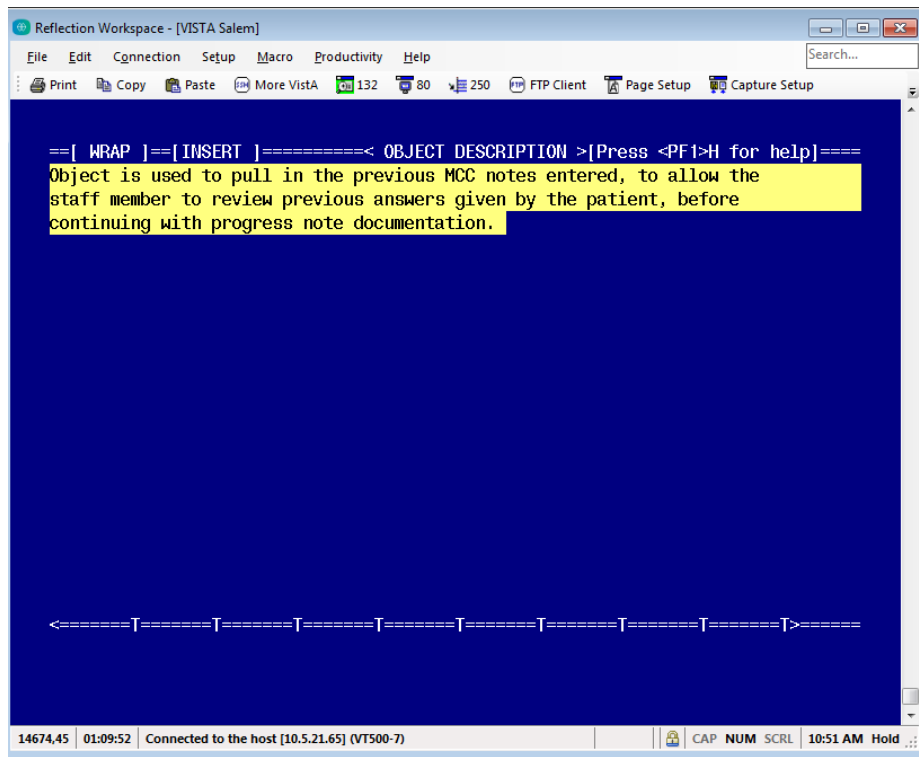 Reflection Workspace - [VISTA Salem]
File Edit Connection Setup Macro Productivity Help Search...
Print Copy Paste More VistA 132 80 250 FTP Client Page Setup Capture Setup
==[ WRAP ]==[INSERT ]==========< OBJECT DESCRIPTION >[Press <PF1>H for help]====
Object is used to pull in the previous MCC notes entered, to allow the
staff member to review previous answers given by the patient, before
continuing with progress note documentation.
<=======T=======T=======T=======T=======T=======T=======T=======T=======T>======
14674,45 01:09:52 Connected to the host [10.5.21.65] (VT500-7) CAP NUM SCRL 10:51 AM Hold